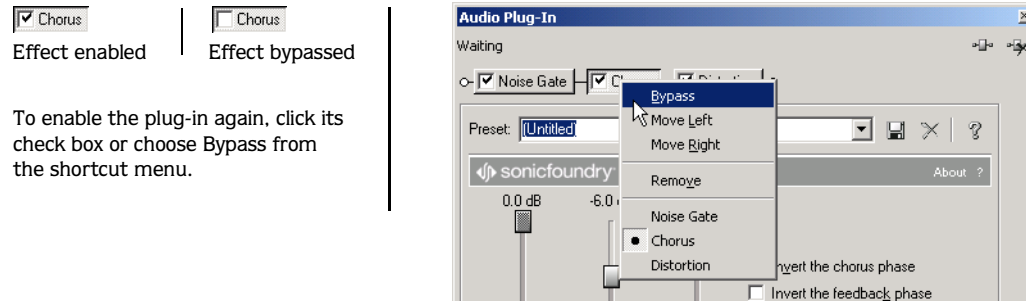 Chorus
Chorus
Effect enabled
Effect bypassed
To enable the plug-in again, click its
check box or choose Bypass from
the shortcut menu.
Audio Plug-In
Waiting
Noise Gate
Bypass
Move Left
Move Right
Remove
Noise Gate
Chorus
Distortion
Preset: (Untitled)
sonicfoundry
About ?
0.0 dB -6.0
Invert the chorus phase
Invert the feedback phase